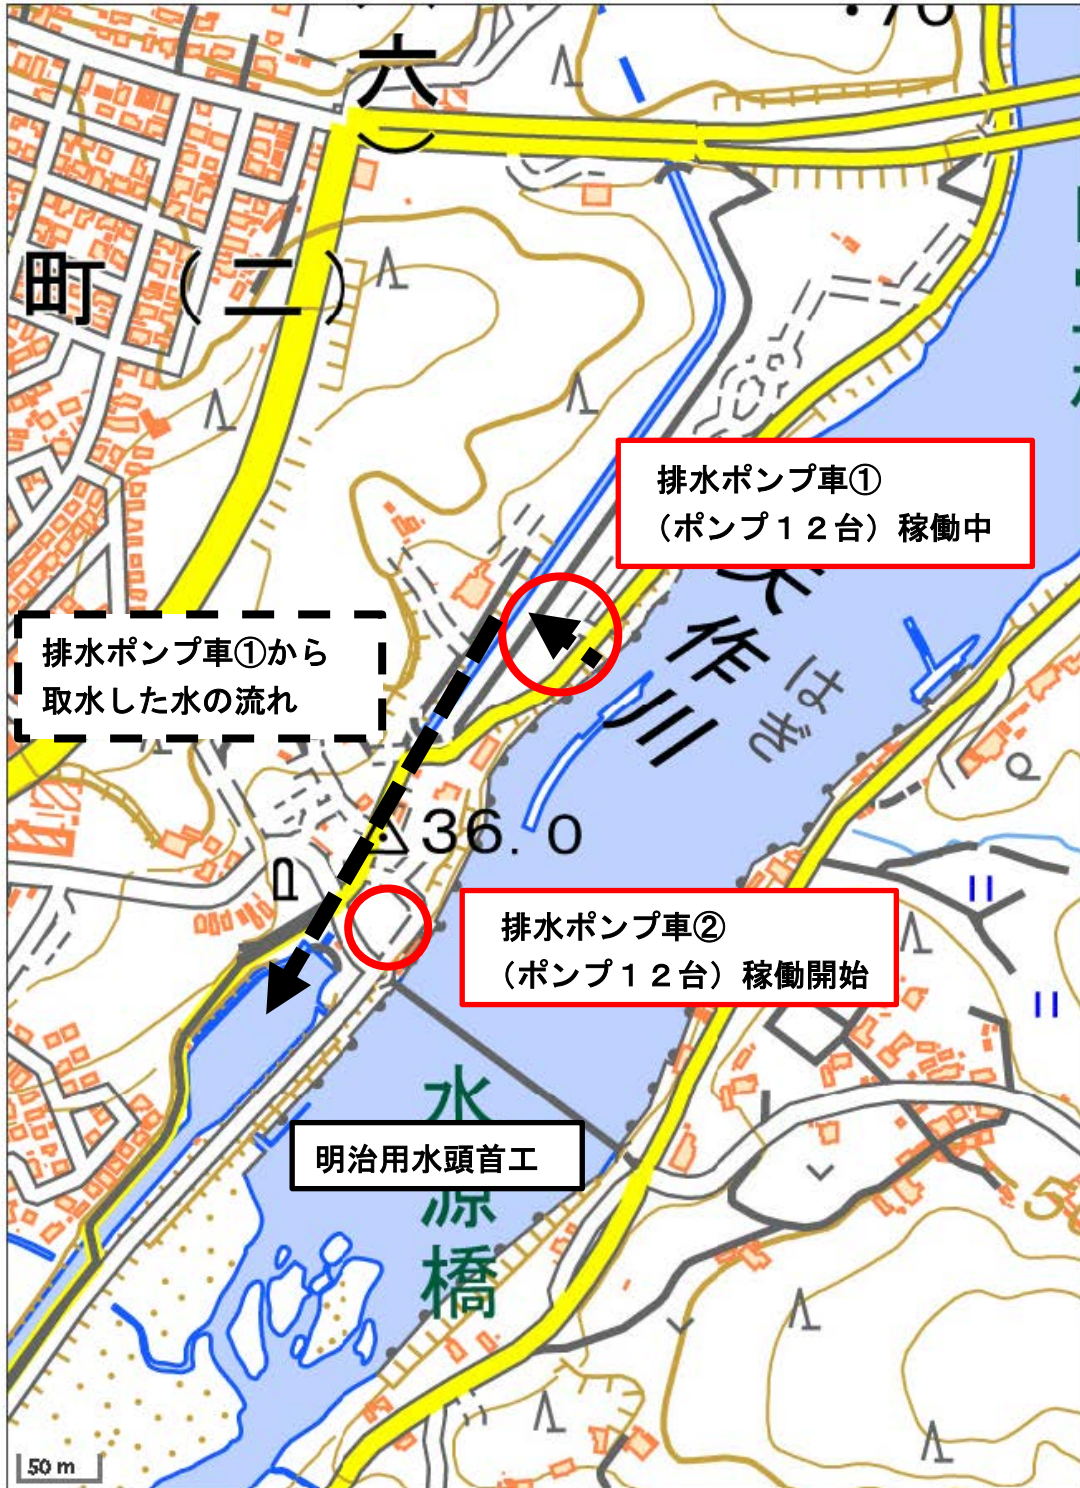 六）
町（二）
排水ポンプ車①
（ポンプ１２台）稼働中
排水ポンプ車①から
取水した水の流れ
矢作川
はぎ
36.0
排水ポンプ車②
（ポンプ１２台）稼働開始
明治用水頭首工
水源橋
50 m